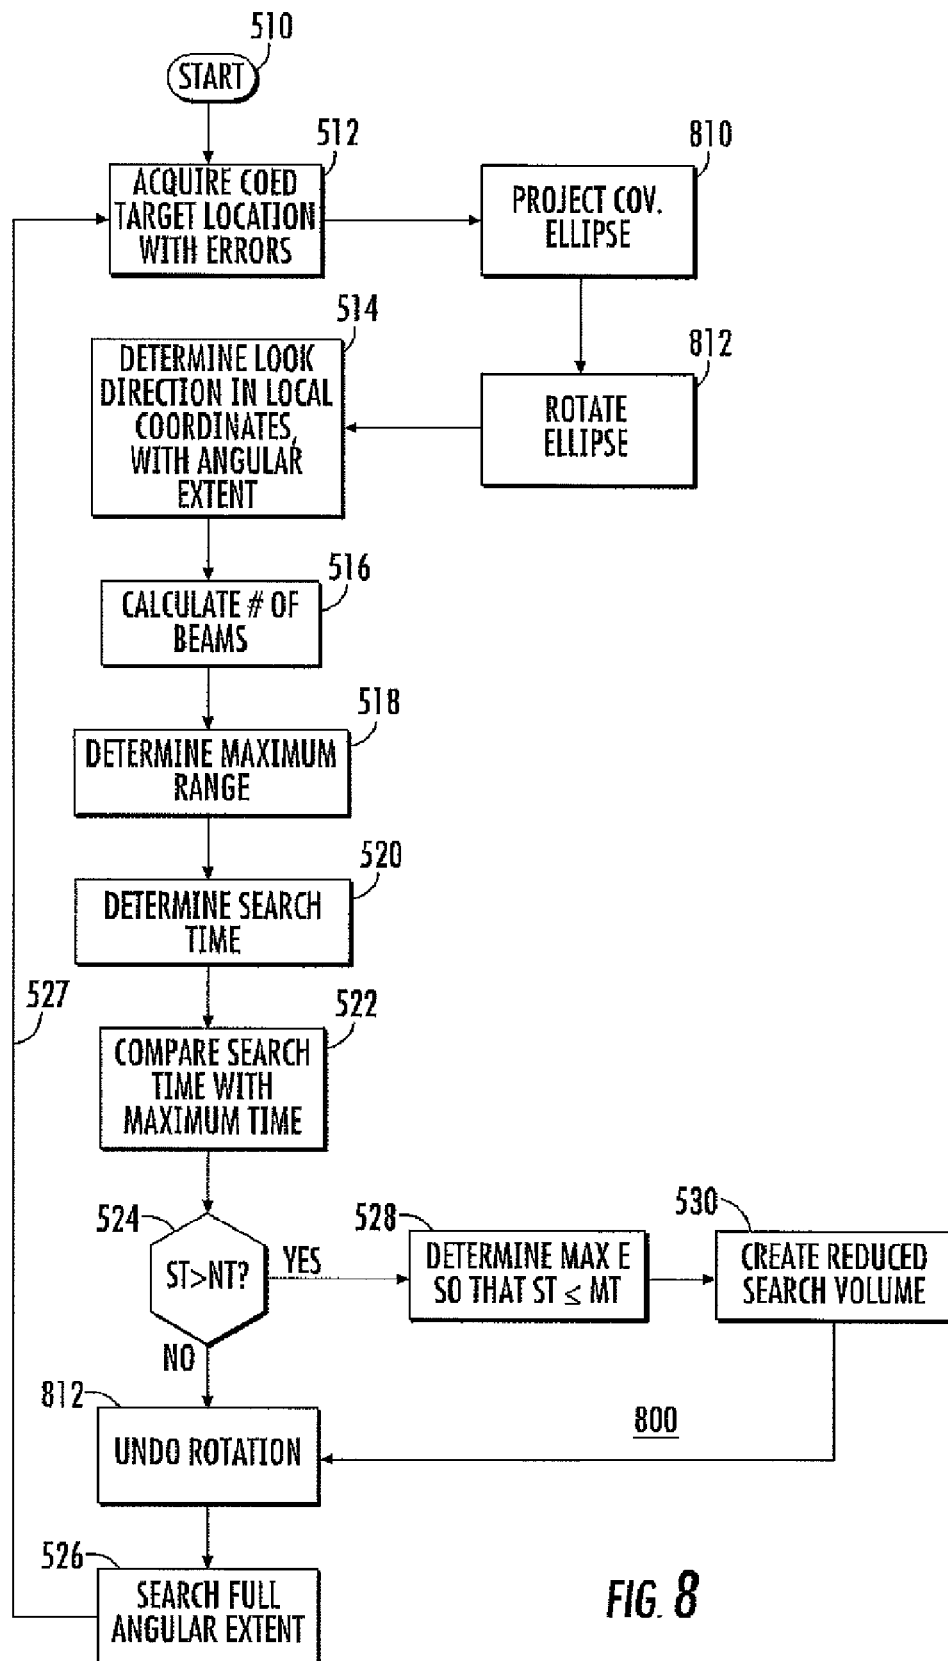 510
START
512
ACQUIRE COED
TARGET LOCATION
WITH ERRORS
810
PROJECT COV.
ELLIPSE
812
ROTATE
ELLIPSE
514
DETERMINE LOOK
DIRECTION IN LOCAL
COORDINATES,
WITH ANGULAR
EXTENT
516
CALCULATE # OF
BEAMS
518
DETERMINE MAXIMUM
RANGE
520
DETERMINE SEARCH
TIME
527
522
COMPARE SEARCH
TIME WITH
MAXIMUM TIME
524
ST>NT?
YES
NO
528
DETERMINE MAX E
SO THAT ST ≤ MT
530
CREATE REDUCED
SEARCH VOLUME
812
UNDO ROTATION
800
526
SEARCH FULL
ANGULAR EXTENT
FIG. 8